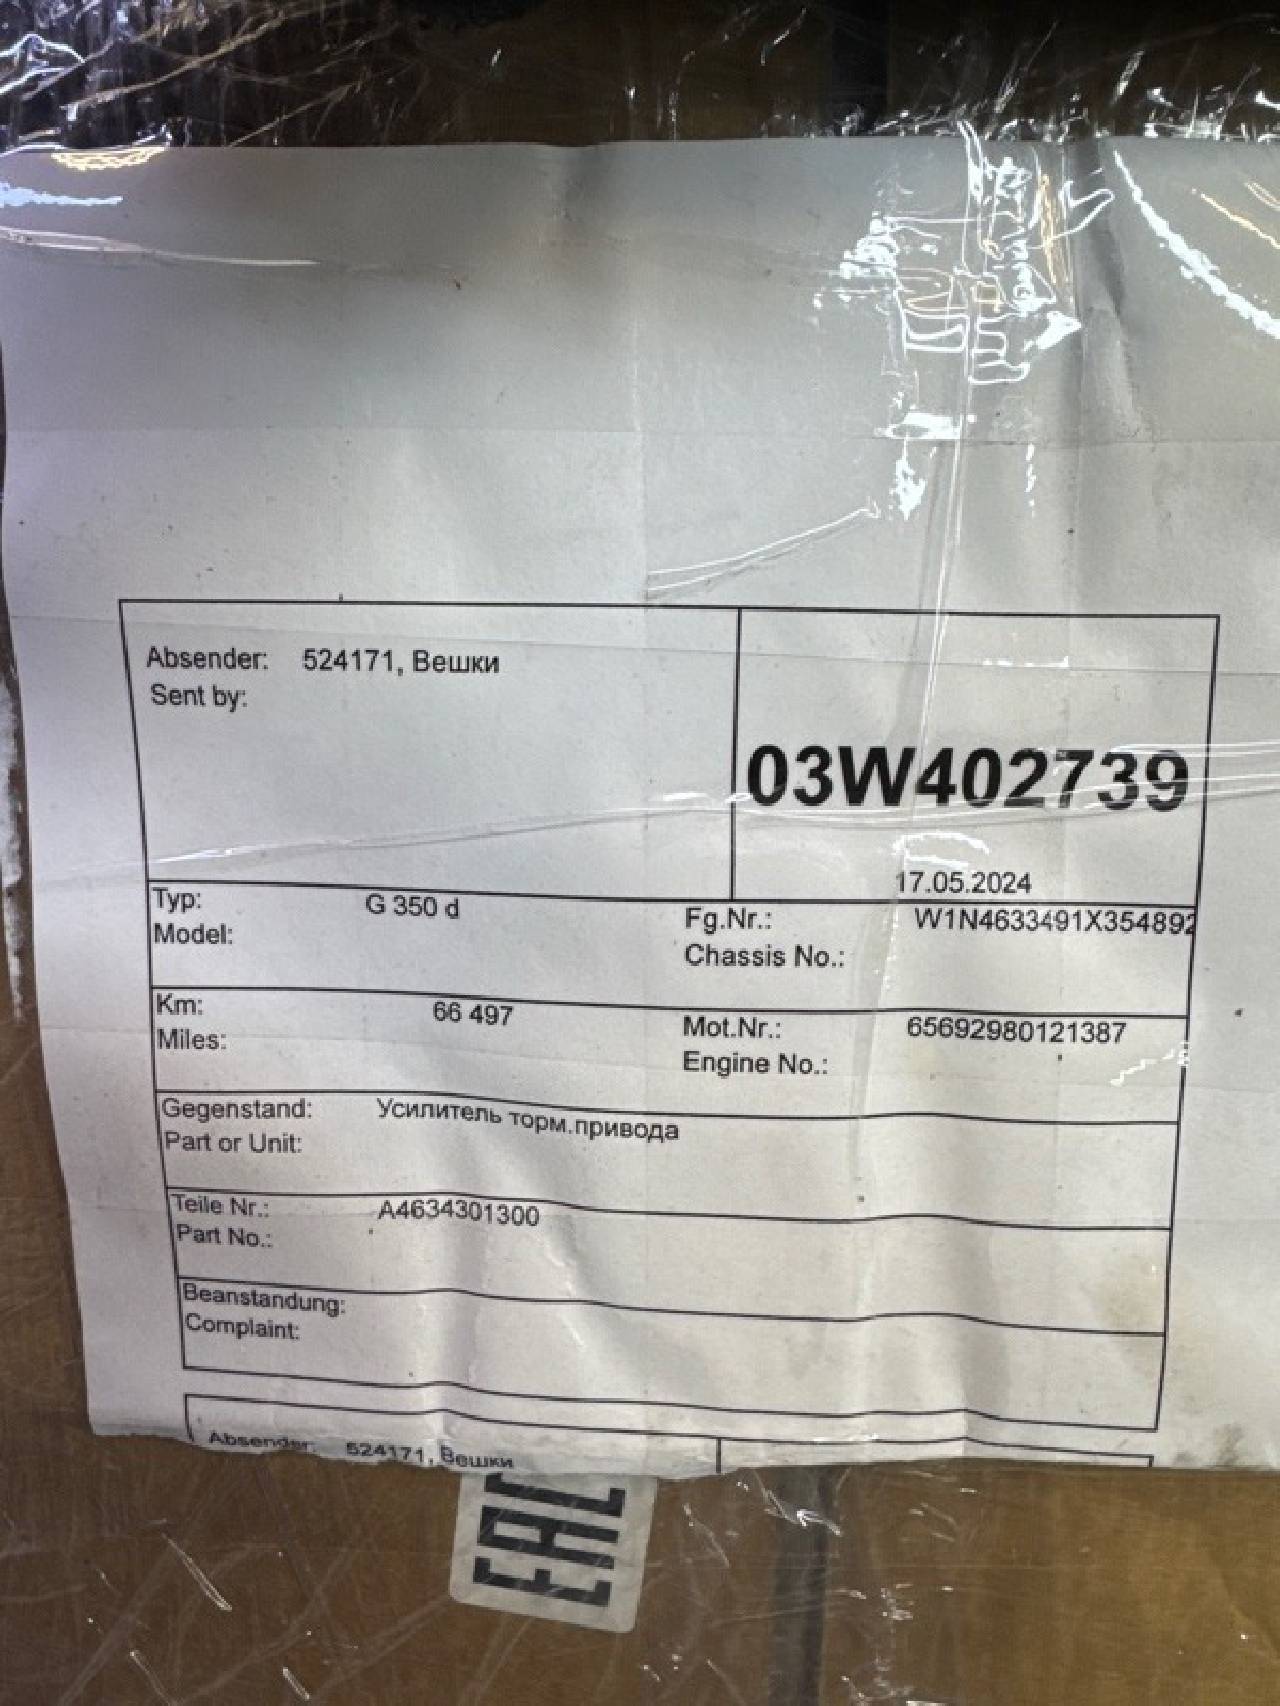 Absender: 524171, Вешки
Sent by:
03W402739
17.05.2024
Typ: G 350 d
Model:
Fg.Nr.: W1N4633491X354892
Chassis No.:
Km: 66 497
Miles:
Mot.Nr.: 65692980121387
Engine No.:
Gegenstand: Усилитель торм.привода
Part or Unit:
Teile Nr.: A4634301300
Part No.:
Beanstandung:
Complaint:
Absender: 524171, Вешки
EAC